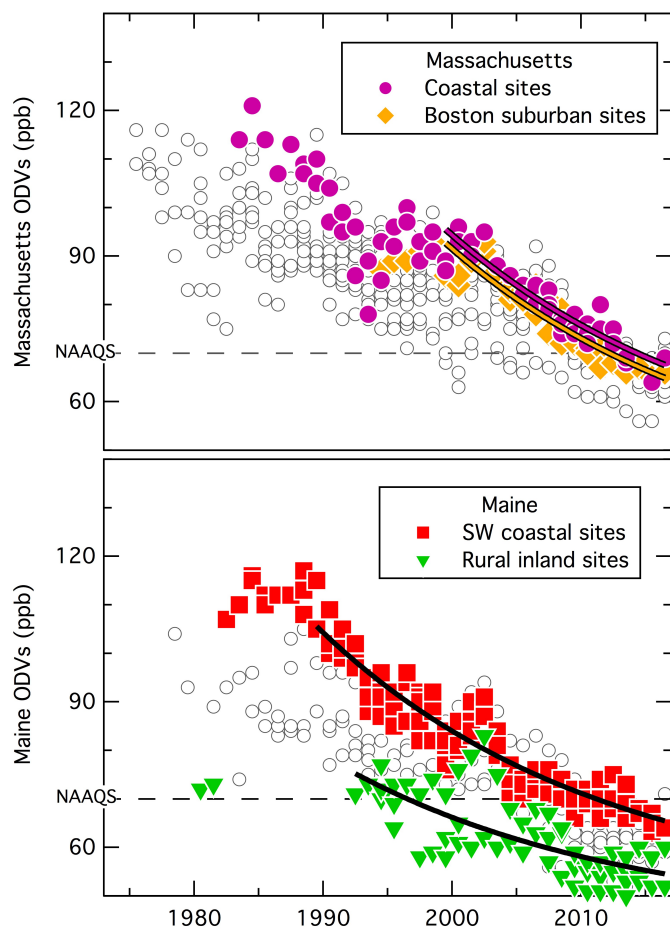 Massachusetts ODVs (ppb)
120
90
60
NAAQS
Massachusetts
Coastal sites
Boston suburban sites
Maine ODVs (ppb)
120
90
60
NAAQS
Maine
SW coastal sites
Rural inland sites
1980
1990
2000
2010